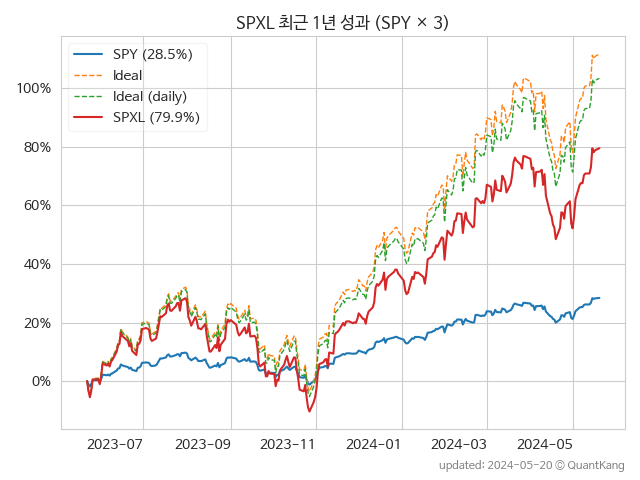 SPXL 최근 1년 성과 (SPY × 3)
SPY (28.5%)
Ideal
Ideal (daily)
SPXL (79.9%)
100%
80%
60%
40%
20%
0%
2023-07
2023-09
2023-11
2024-01
2024-03
2024-05
updated: 2024-05-20 © QuantKang